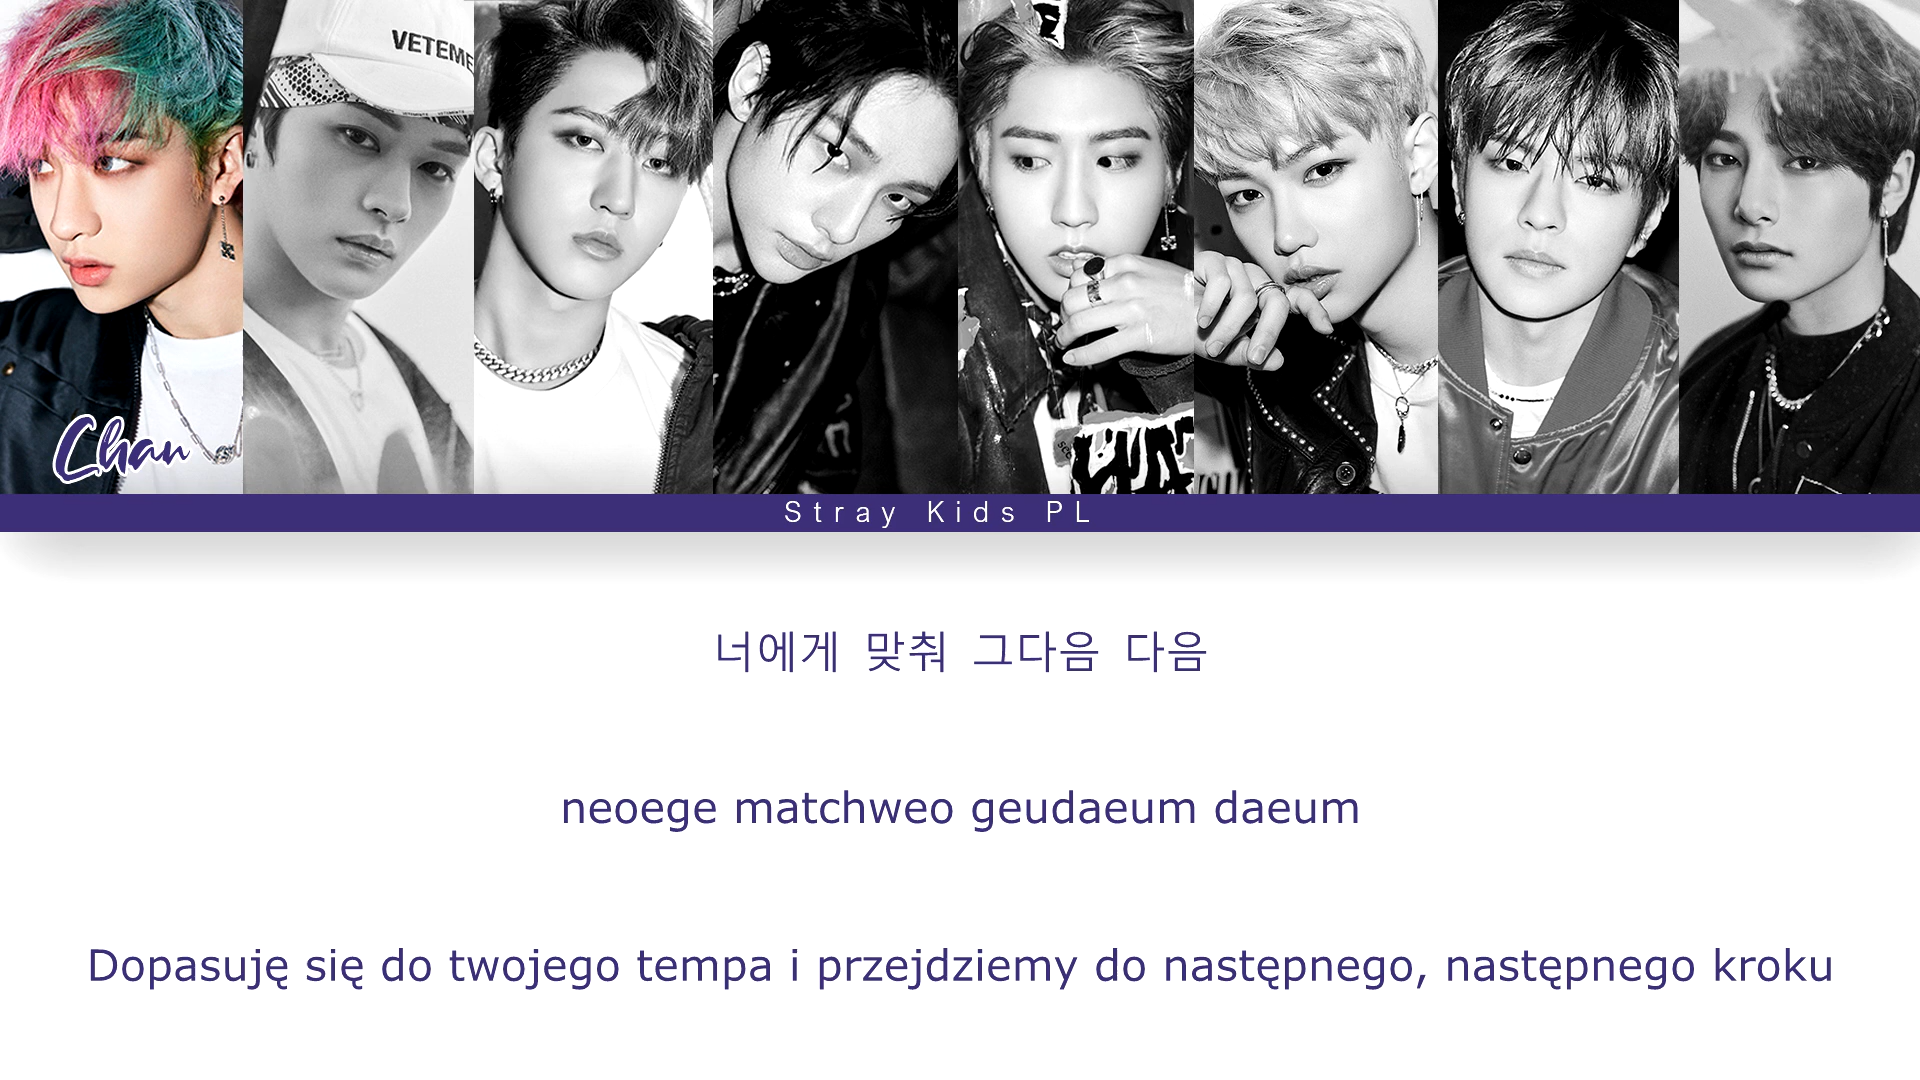 VETEME
Chan
Stray Kids PL
너에게 맞춰 그다음 다음
neoege matchweo geudaeum daeum
Dopasuję się do twojego tempa i przejdziemy do następnego, następnego kroku